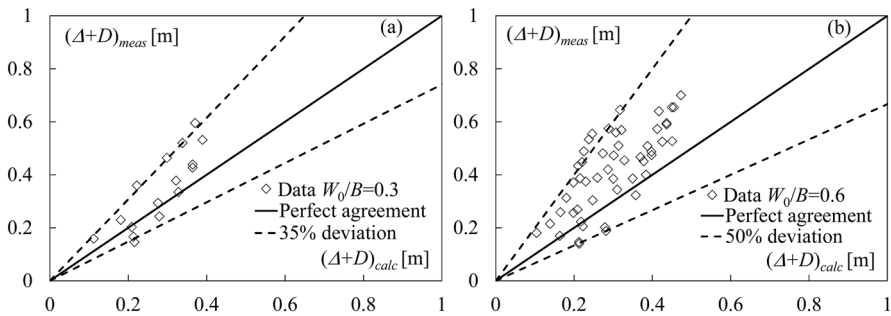 (a)
(Δ+D)meas [m]
1
0.8
0.6
0.4
0.2
0
Data W0/B=0.3
Perfect agreement
35% deviation
(Δ+D)calc [m]
0 0.2 0.4 0.6 0.8 1
(b)
(Δ+D)meas [m]
1
0.8
0.6
0.4
0.2
0
Data W0/B=0.6
Perfect agreement
50% deviation
(Δ+D)calc [m]
0 0.2 0.4 0.6 0.8 1